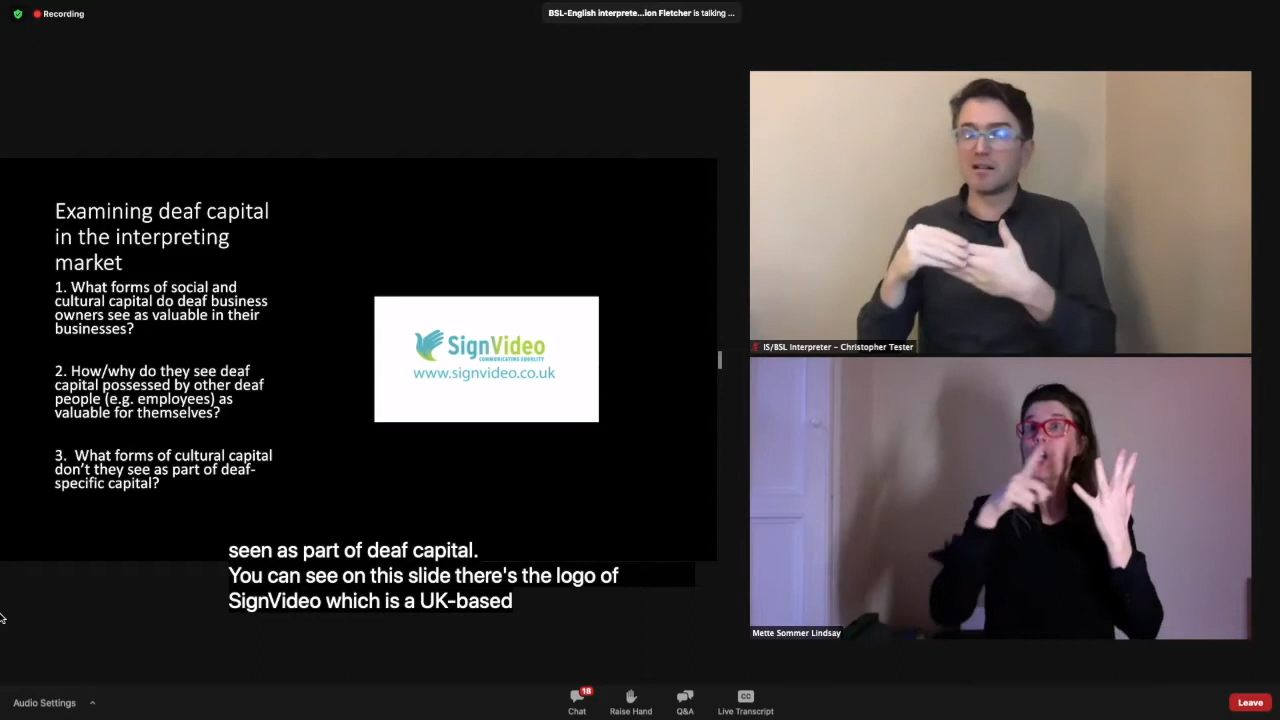 Recording
BSL-English interprete...ion Fletcher is talking ...
Examining deaf capital
in the interpreting
market
1. What forms of social and
cultural capital do deaf business
owners see as valuable in their
businesses?
2. How/why do they see deaf
capital possessed by other deaf
people (e.g. employees) as
valuable for themselves?
3. What forms of cultural capital
don't they see as part of deaf-
specific capital?
SignVideo
COMMUNICATING EQUALITY
www.signvideo.co.uk
IS/BSL Interpreter – Christopher Tester
Mette Sommer Lindsay
seen as part of deaf capital.
You can see on this slide there's the logo of
SignVideo which is a UK-based
Audio Settings
18
Chat
Raise Hand
Q&A
CC
Live Transcript
Leave